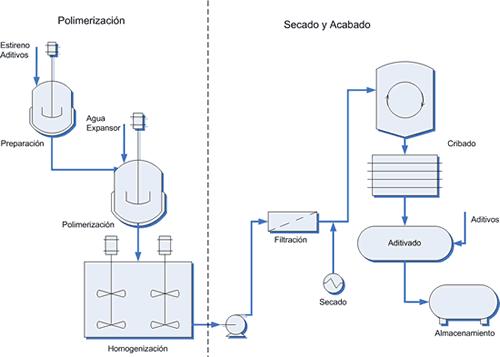 Polimerización
Secado y Acabado
Estireno
Aditivos
Agua
Expansor
Preparación
Cribado
Polimerización
Aditivos
Filtración
Aditivado
Secado
Almacenamiento
Homogenización